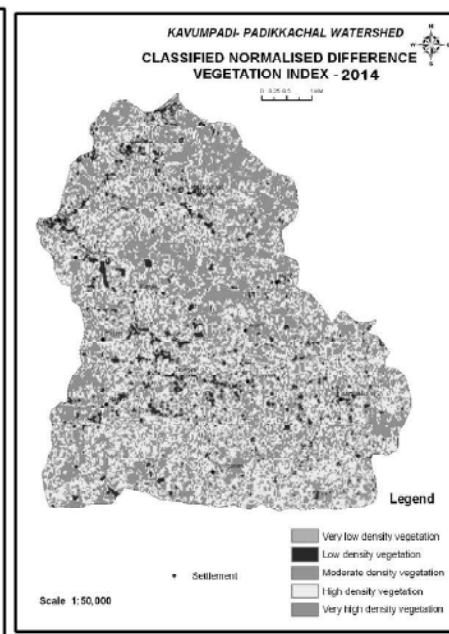 KAVUMPADI- PADIKKACHAL WATERSHED
CLASSIFIED NORMALISED DIFFERENCE
VEGETATION INDEX - 2014
N
S
Legend
Very low density vegetation
Low density vegetation
Moderate density vegetation
High density vegetation
Very high density vegetation
Settlement
Scale 1:50,000